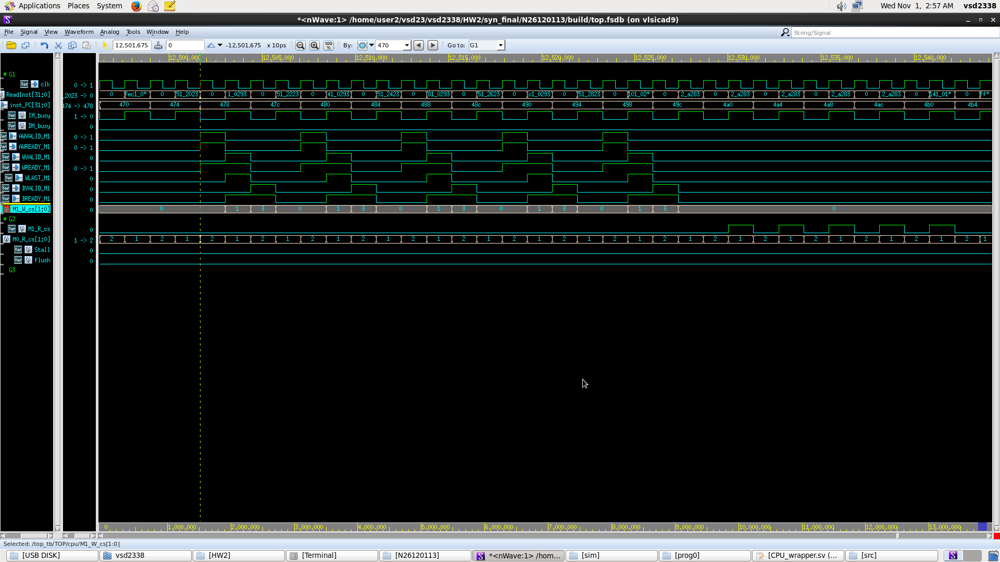 Applications Places System Wed Nov 1, 2:57 AM vsd2338
*<nWave:1> /home/user2/vsd23/vsd2338/HW2/syn_final/N26120113/build/top.fsdb (on vlsicad9)
File Signal View Waveform Analog Tools Window Help String/Signal
12,501,675 0 -12,501,675 x 10ps 100% By: 470 Go to: G1
12,500,000 12,505,000 12,510,000 12,515,000 12,520,000 12,525,000 12,530,000 12,535,000 12,540,000
= G1
Ver clk 0 -> 1
ReadInst[31:0] _2023 -> 0 0 fec1_0* 0 51_2023 0 1_0293 0 51_2223 0 41_0293 0 51_2423 0 81_0293 0 51_2623 0 c1_0293 0 51_2823 0 101_02* 0 2_a283 0 2_a283 0 2_a283 0 2_a283 0 2_a283 0 141_01* 0 ff*
inst_PC[31:0] 474 -> 478 470 474 478 47c 480 484 488 48c 490 494 498 49c 4a0 4a4 4a8 4ac 4b0 4b4
Ver IM_busy 1 -> 0
Ver DM_busy 0
Ver AWVALID_M1 0 -> 1
Ver AWREADY_M1 0 -> 1
Ver WVALID_M1 0
Ver WREADY_M1 0 -> 1
Ver WLAST_M1 0
Ver BVALID_M1 0
Ver BREADY_M1 0
M1_W_cs[1:0] 0 0 1 3 0 1 3 0 1 3 0 1 3 0 1 3 0
= G2
Ver M1_R_cs 0
M0_R_cs[1:0] 1 -> 2 2 1 2 1 2 1 2 1 2 1 2 1 2 1 2 1 2 1 2 1 2 1 2 1 2 1 2 1 2 1 2 1 2 1 2 1
Ver Stall 0
Ver flush 0
G3
0 1,000,000 2,000,000 3,000,000 4,000,000 5,000,000 6,000,000 7,000,000 8,000,000 9,000,000 10,000,000 11,000,000 12,000,000 13,000,000
Selected: /top_tb/TOP/cpu/M1_W_cs[1:0]
[USB DISK] vsd2338 [HW2] [Terminal] [N26120113] *<nWave:1> /hom... [sim] [prog0] [CPU_wrapper.sv (... [src]